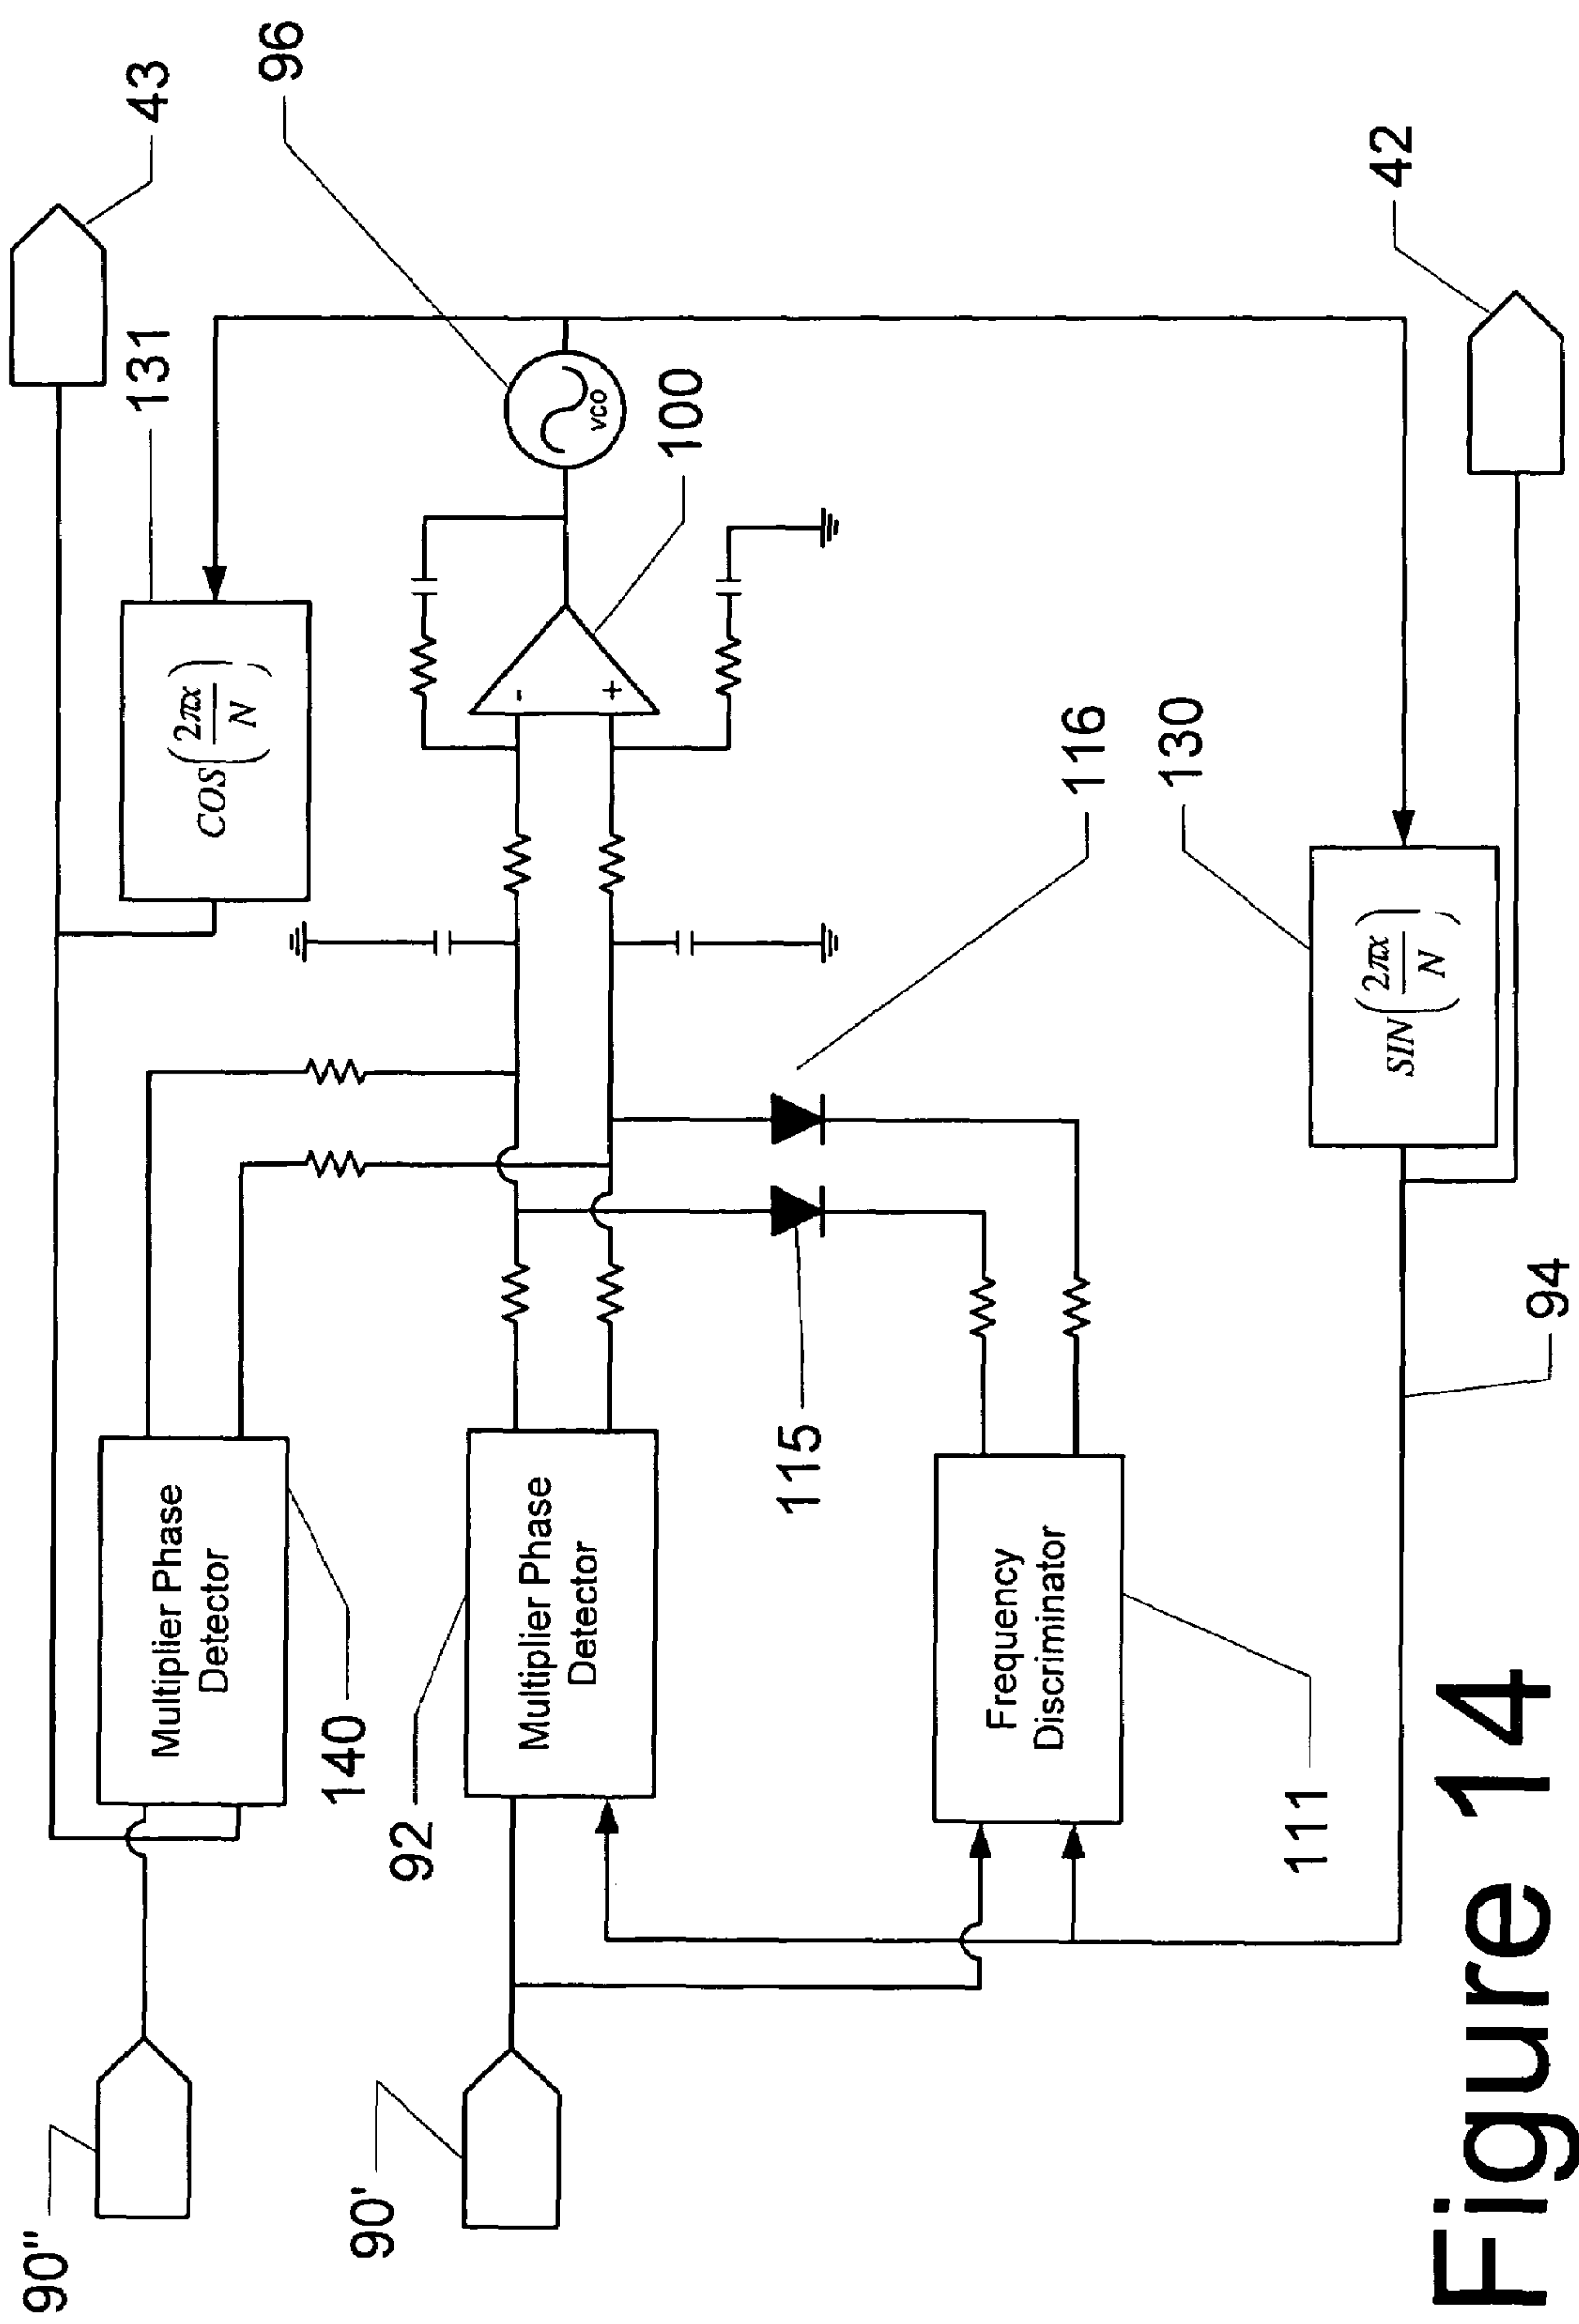 43
96
131
COS(2πx/N)
vco
100
-
+
90"
Multiplier Phase
Detector
140
92
Multiplier Phase
Detector
90'
115
116
Frequency
Discriminator
111
130
SIN(2πx/N)
42
94
Figure 14